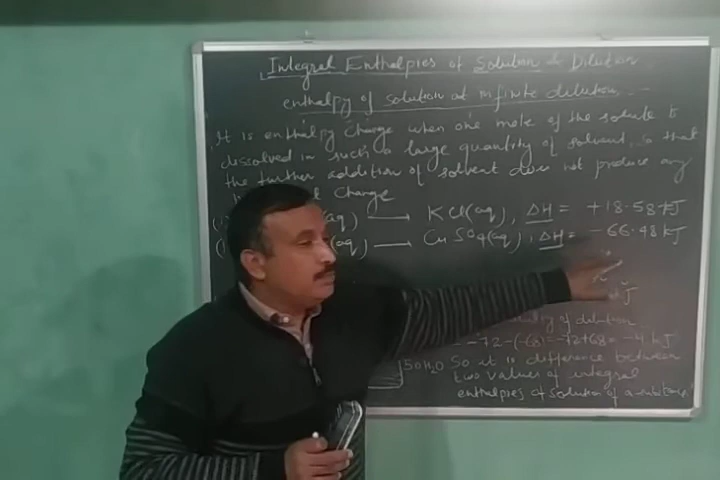 Integral Enthalpies of Solution & Dilution
enthalpy of solution at infinite dilution :-
It is enthalpy Change when one mole of the solute is
dissolved in such a large quantity of solvent, so that
the further addition of solvent does not produce any
Change
(aq) → KCl(aq), ΔH = +18.58 kJ
(aq) → CuSO4(aq), ΔH = -66.48 kJ
of dilution
= -72-(-68)=-72+68= -4 kJ
50H2O So it is difference between
two values of integral
enthalpies of solution of a substance